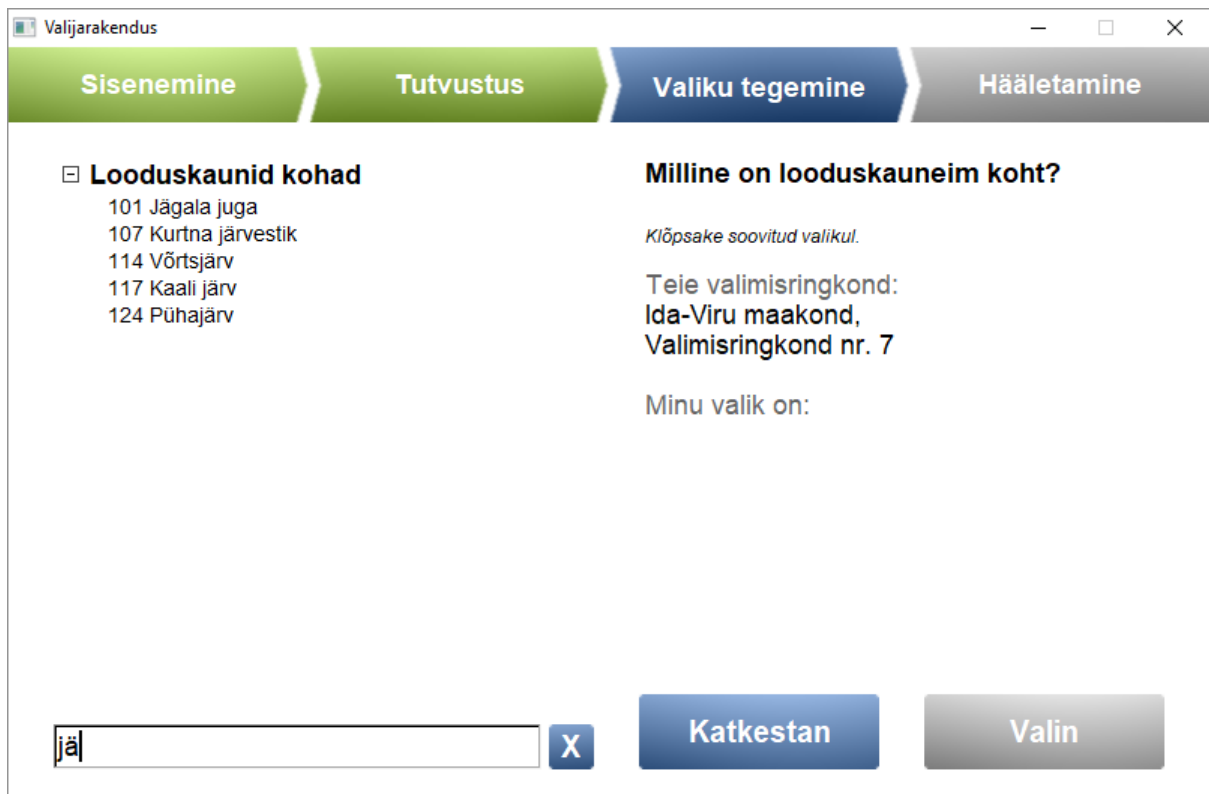 Valijarakendus
Sisenemine
Tutvustus
Valiku tegemine
Hääletamine
Looduskaunid kohad
101 Jägala juga
107 Kurtna järvestik
114 Võrtsjärv
117 Kaali järv
124 Pühajärv
Milline on looduskauneim koht?
Klõpsake soovitud valikul.
Teie valimisringkond:
Ida-Viru maakond,
Valimisringkond nr. 7
Minu valik on:
jä
X
Katkestan
Valin